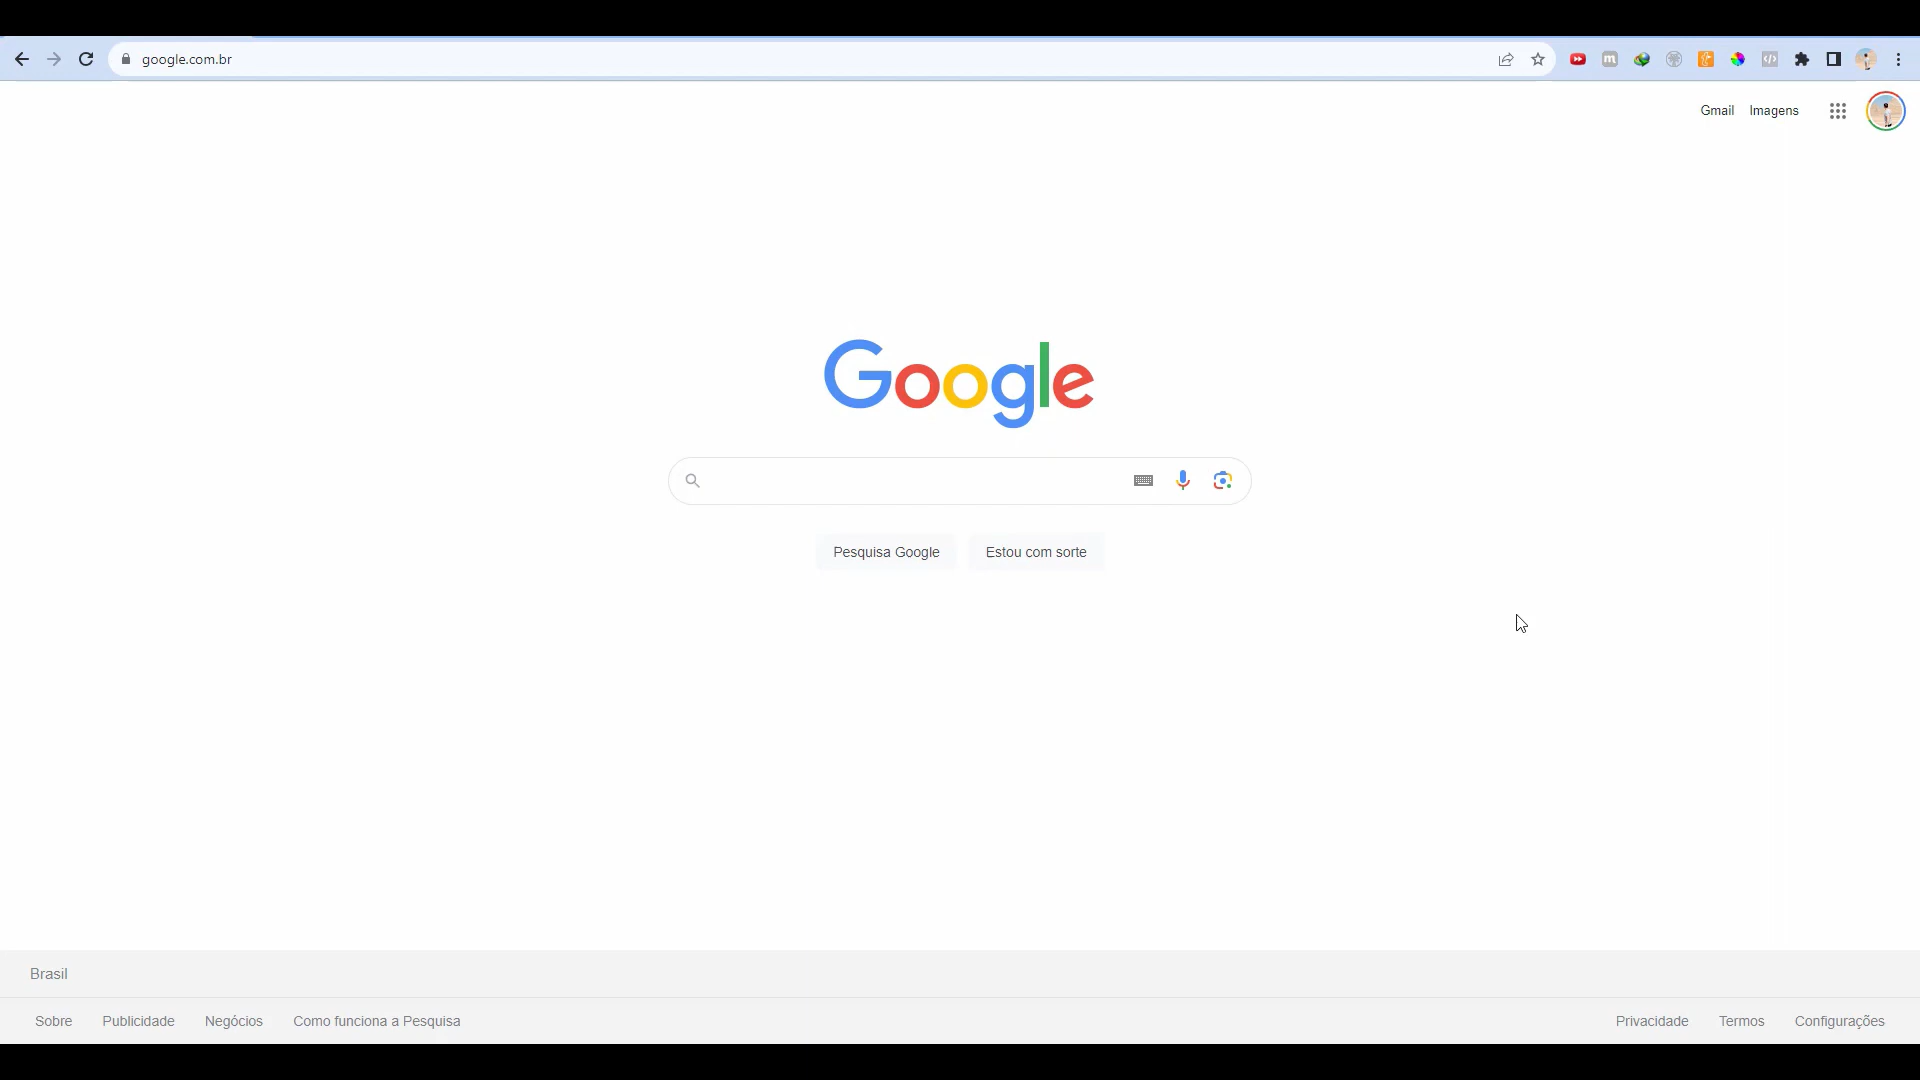 google.com.br
Gmail Imagens
Google
Pesquisa Google Estou com sorte
Brasil
Sobre Publicidade Negócios Como funciona a Pesquisa Privacidade Termos Configurações